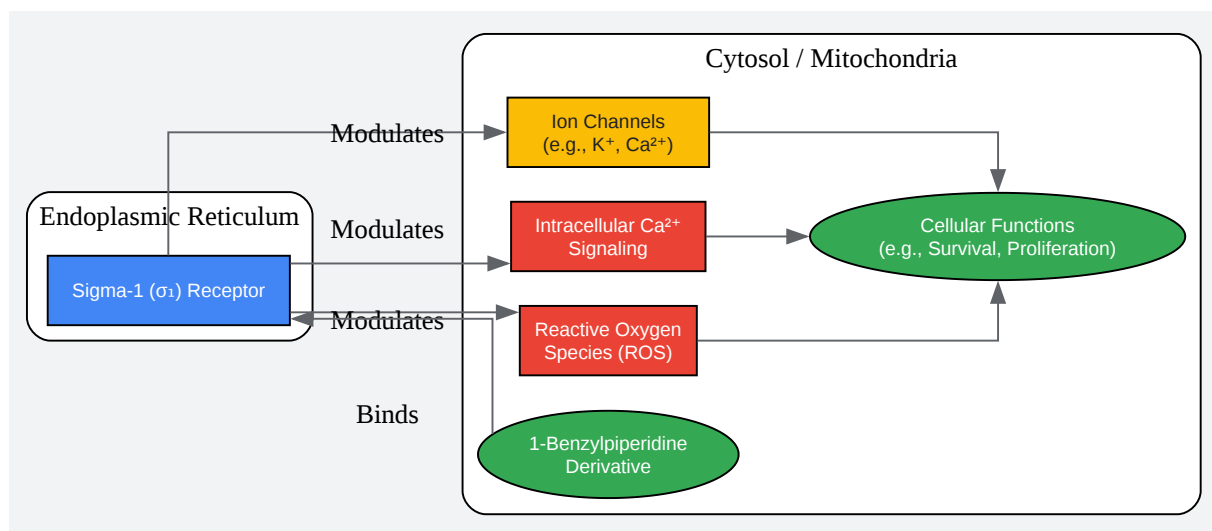 Cytosol / Mitochondria
Modulates
Ion Channels
(e.g., K⁺, Ca²⁺)
Endoplasmic Reticulum
Modulates
Intracellular Ca²⁺
Signaling
Cellular Functions
(e.g., Survival, Proliferation)
Sigma-1 (σ₁) Receptor
Modulates
Reactive Oxygen
Species (ROS)
Binds
1-Benzylpiperidine
Derivative